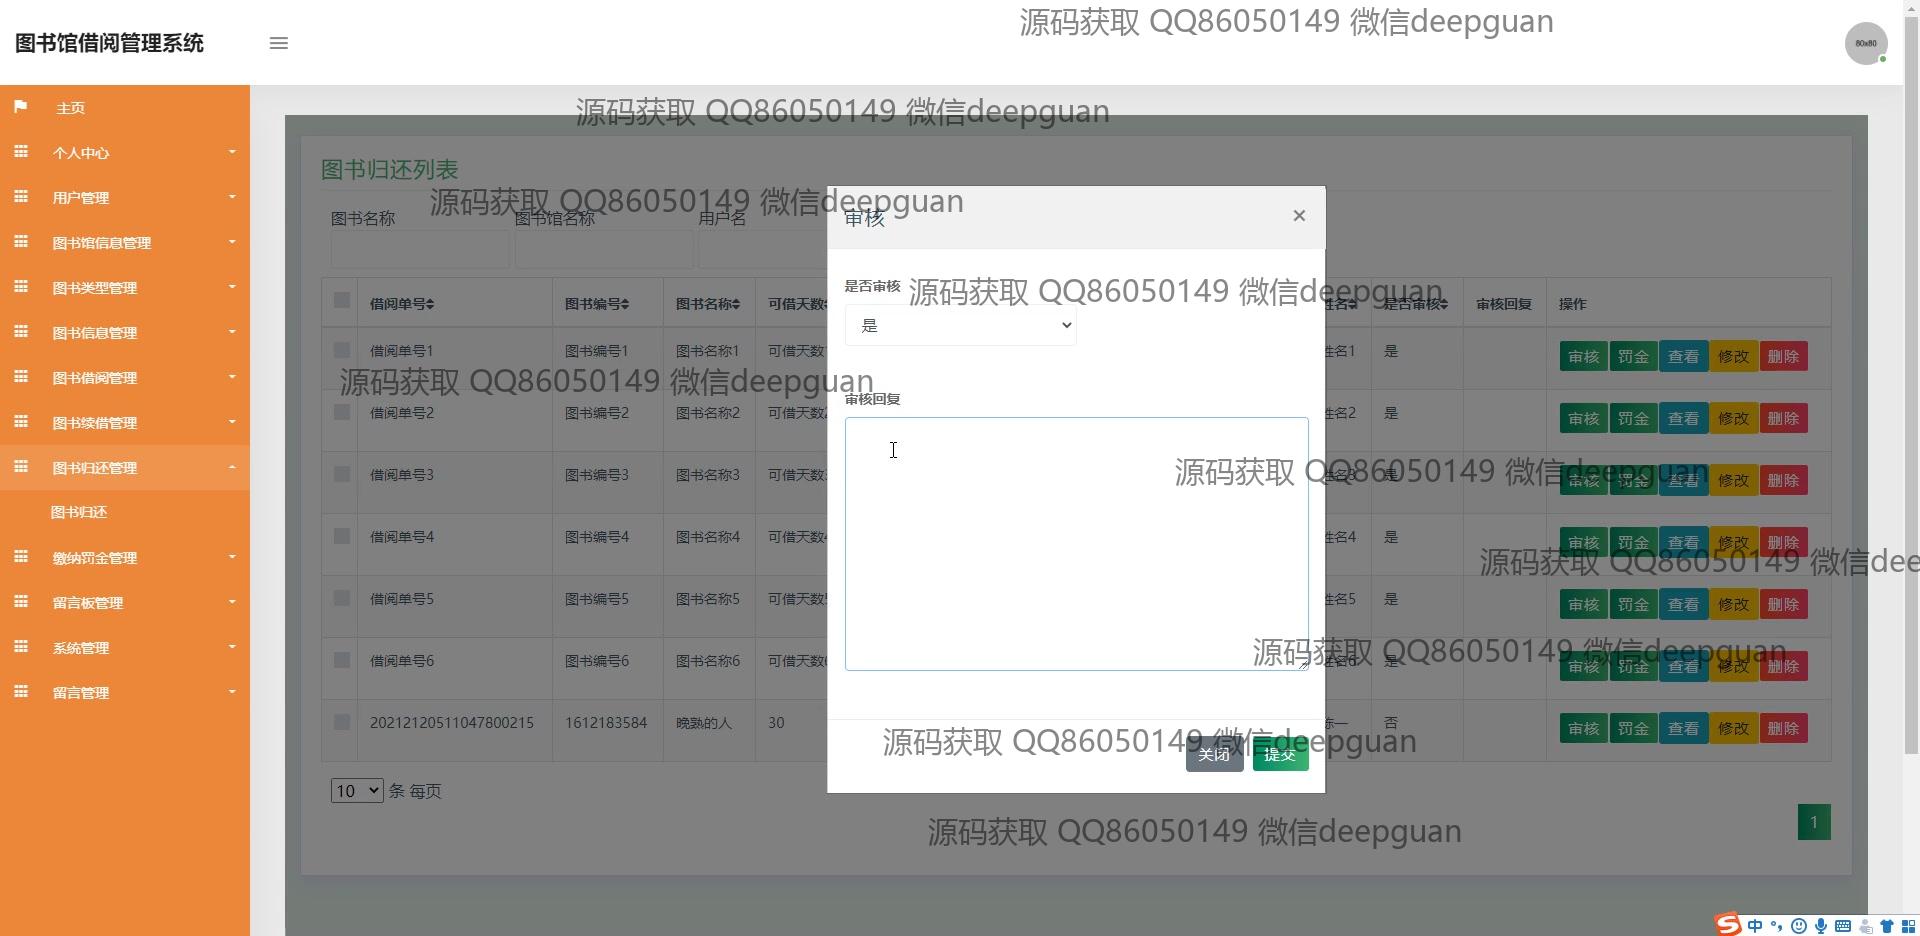 源码获取 QQ86050149 微信deepguan
图书馆借阅管理系统
80x80
主页
源码获取 QQ86050149 微信deepguan
个人中心
图书归还列表
用户管理
源码获取 QQ86050149 微信deepguan
图书名称 图书馆名称 用户名
审核 ×
图书馆信息管理
图书类型管理
是否审核
源码获取 QQ86050149 微信deepguan
借阅单号 图书编号 图书名称 可借天数 姓名 是否审核 审核回复 操作
是
图书信息管理
借阅单号1 图书编号1 图书名称1 可借天数 姓名1 是 审核 罚金 查看 修改 删除
图书借阅管理
源码获取 QQ86050149 微信deepguan
审核回复
借阅单号2 图书编号2 图书名称2 可借天数 姓名2 是 审核 罚金 查看 修改 删除
图书续借管理
图书归还管理
借阅单号3 图书编号3 图书名称3 可借天数 是 审核 罚金 查看 修改 删除
源码获取 QQ86050149 微信deepguan
图书归还
借阅单号4 图书编号4 图书名称4 可借天数 姓名4 是 审核 罚金 查看 修改 删除
缴纳罚金管理
源码获取 QQ86050149 微信dee
留言板管理
借阅单号5 图书编号5 图书名称5 可借天数 姓名5 是 审核 罚金 查看 修改 删除
系统管理
源码获取 QQ86050149 微信deepguan
借阅单号6 图书编号6 图书名称6 可借天数 是 审核 罚金 查看 修改 删除
留言管理
20212120511047800215 1612183584 晚熟的人 30 否 审核 罚金 查看 修改 删除
源码获取 QQ86050149 微信deepguan
关闭 提交
10 条 每页
1
源码获取 QQ86050149 微信deepguan
中